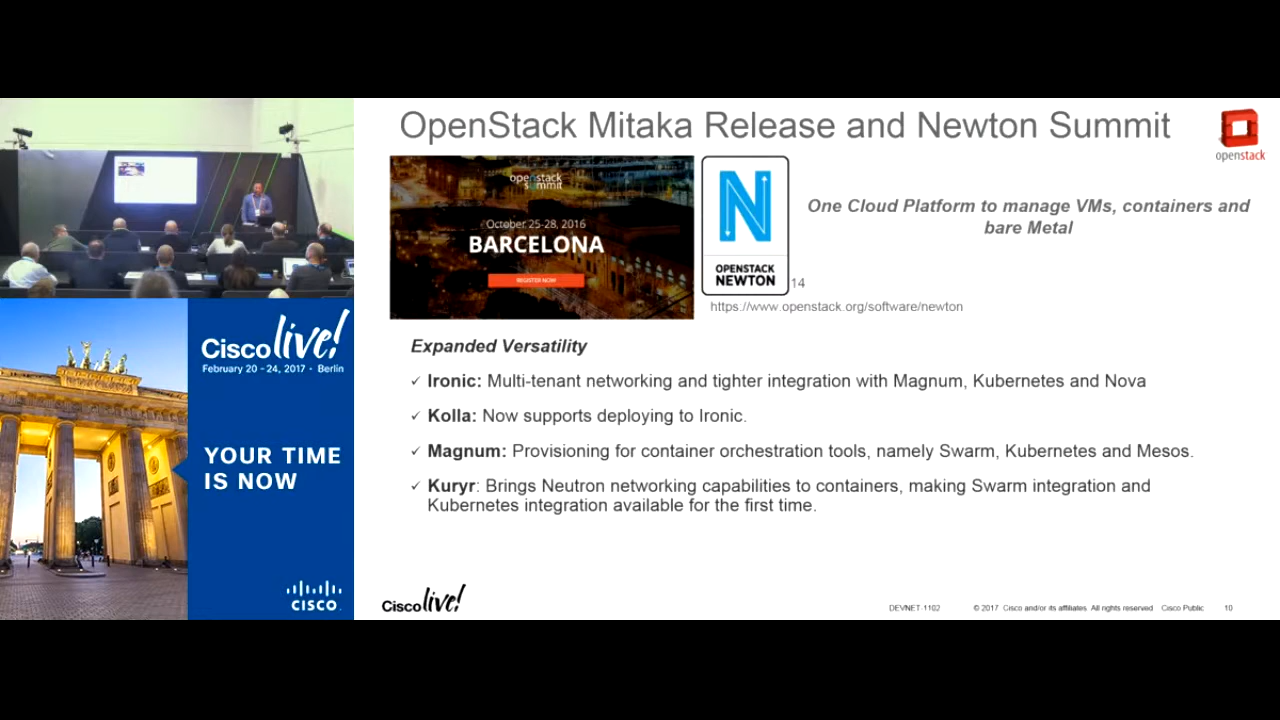 OpenStack Mitaka Release and Newton Summit
openstack
openstack
summit
October 25-28, 2016
BARCELONA
REGISTER NOW
N
OPENSTACK
NEWTON
14
https://www.openstack.org/software/newton
One Cloud Platform to manage VMs, containers and
bare Metal
Expanded Versatility
✓ Ironic: Multi-tenant networking and tighter integration with Magnum, Kubernetes and Nova
✓ Kolla: Now supports deploying to Ironic.
✓ Magnum: Provisioning for container orchestration tools, namely Swarm, Kubernetes and Mesos.
✓ Kuryr: Brings Neutron networking capabilities to containers, making Swarm integration and
Kubernetes integration available for the first time.
Cisco live!
DEVNET-1102 © 2017 Cisco and/or its affiliates. All rights reserved. Cisco Public 10
Cisco live!
February 20 - 24, 2017 · Berlin
YOUR TIME
IS NOW
CISCO